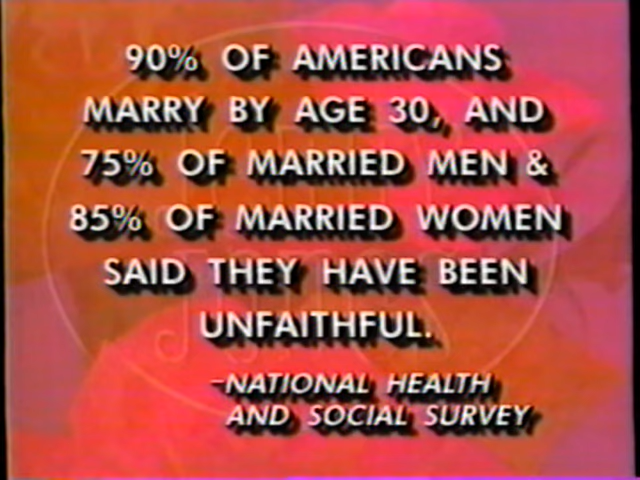 90% OF AMERICANS
MARRY BY AGE 30, AND
75% OF MARRIED MEN &
85% OF MARRIED WOMEN
SAID THEY HAVE BEEN
UNFAITHFUL.
-NATIONAL HEALTH
AND SOCIAL SURVEY